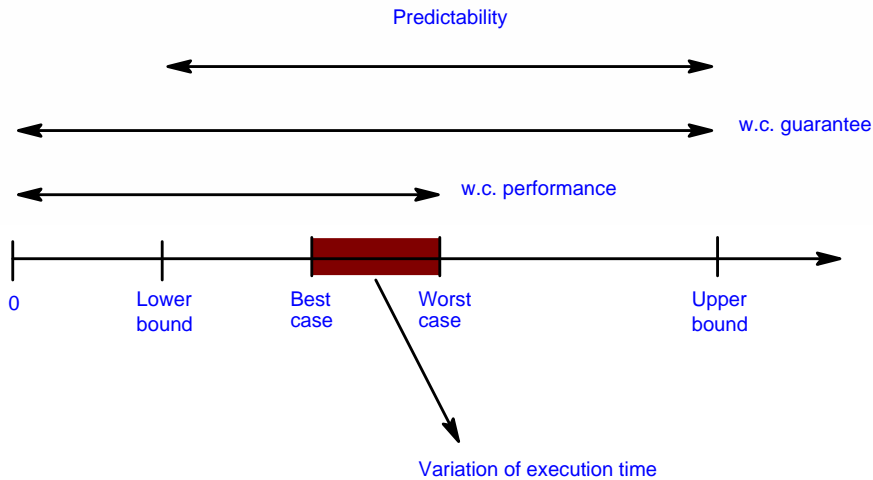 Predictability
w.c. guarantee
w.c. performance
0
Lower
bound
Best
case
Worst
case
Upper
bound
Variation of execution time